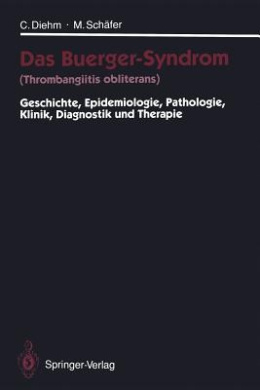 C. Diehm | M. Schäfer
Das Buerger-Syndrom
(Thrombangiitis obliterans)
Geschichte, Epidemiologie, Pathologie,
Klinik, Diagnostik und Therapie
Springer-Verlag